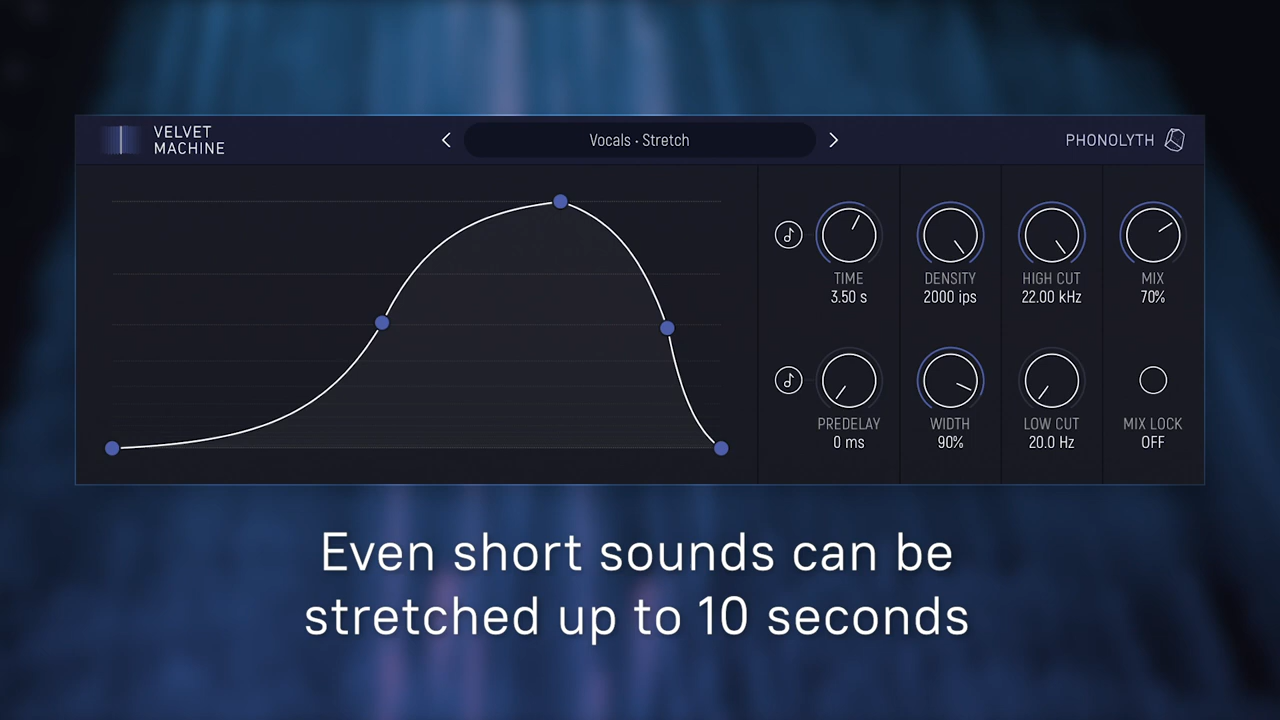 VELVET
MACHINE
Vocals · Stretch
PHONOLYTH
TIME
3.50 s
DENSITY
2000 ips
HIGH CUT
22.00 kHz
MIX
70%
PREDELAY
0 ms
WIDTH
90%
LOW CUT
20.0 Hz
MIX LOCK
OFF
Even short sounds can be
stretched up to 10 seconds